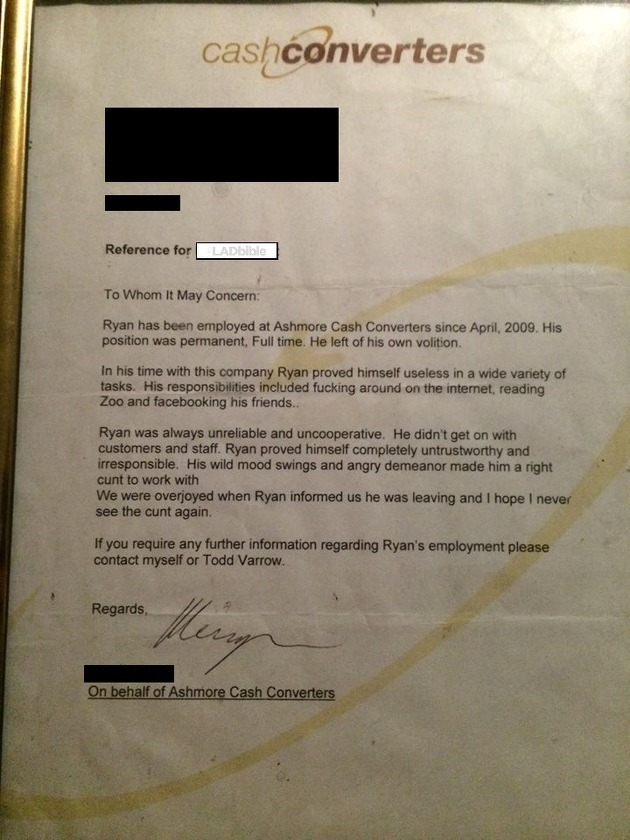 cashconverters
Reference for LADbible :
To Whom It May Concern:
Ryan has been employed at Ashmore Cash Converters since April, 2009. His
position was permanent, Full time. He left of his own volition.
In his time with this company Ryan proved himself useless in a wide variety of
tasks. His responsibilities included fucking around on the internet, reading
Zoo and facebooking his friends..
Ryan was always unreliable and uncooperative. He didn't get on with
customers and staff. Ryan proved himself completely untrustworthy and
irresponsible. His wild mood swings and angry demeanor made him a right
cunt to work with
We were overjoyed when Ryan informed us he was leaving and I hope I never
see the cunt again.
If you require any further information regarding Ryan's employment please
contact myself or Todd Varrow.
Regards,
On behalf of Ashmore Cash Converters